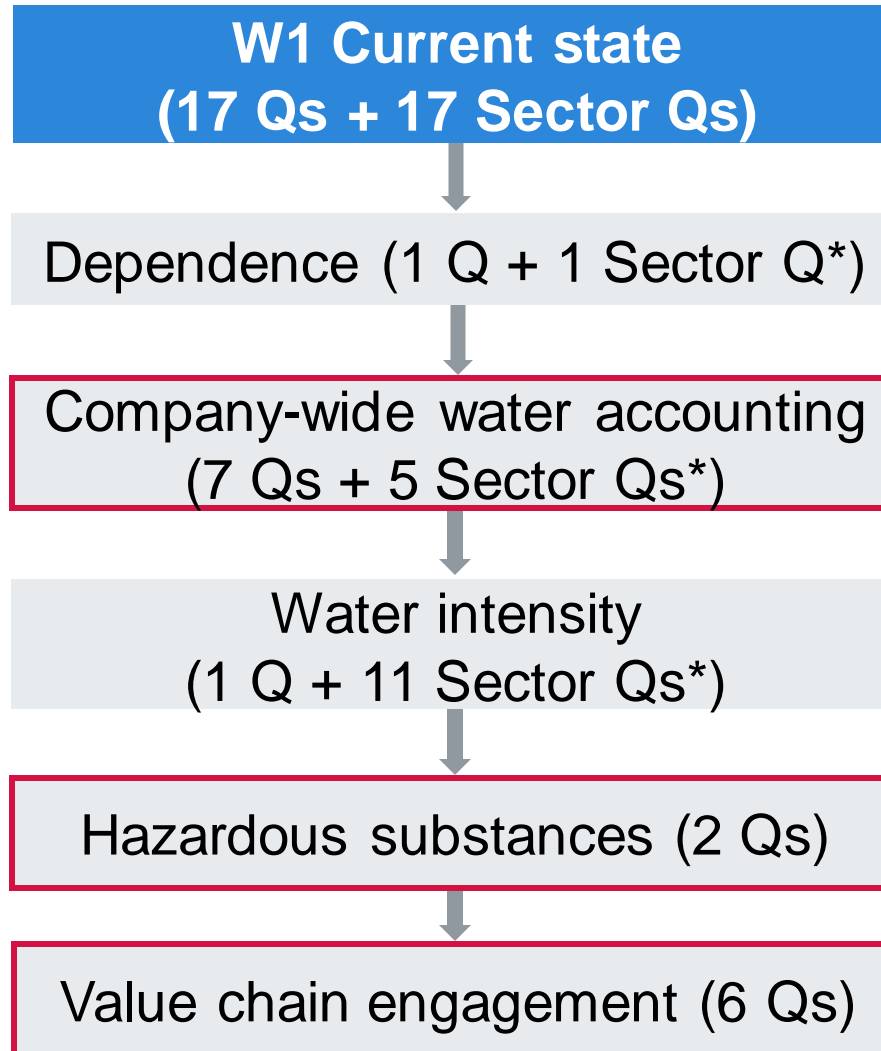 W1 Current state
(17 Qs + 17 Sector Qs)
Dependence (1 Q + 1 Sector Q*)
Company-wide water accounting
(7 Qs + 5 Sector Qs*)
Water intensity
(1 Q + 11 Sector Qs*)
Hazardous substances (2 Qs)
Value chain engagement (6 Qs)